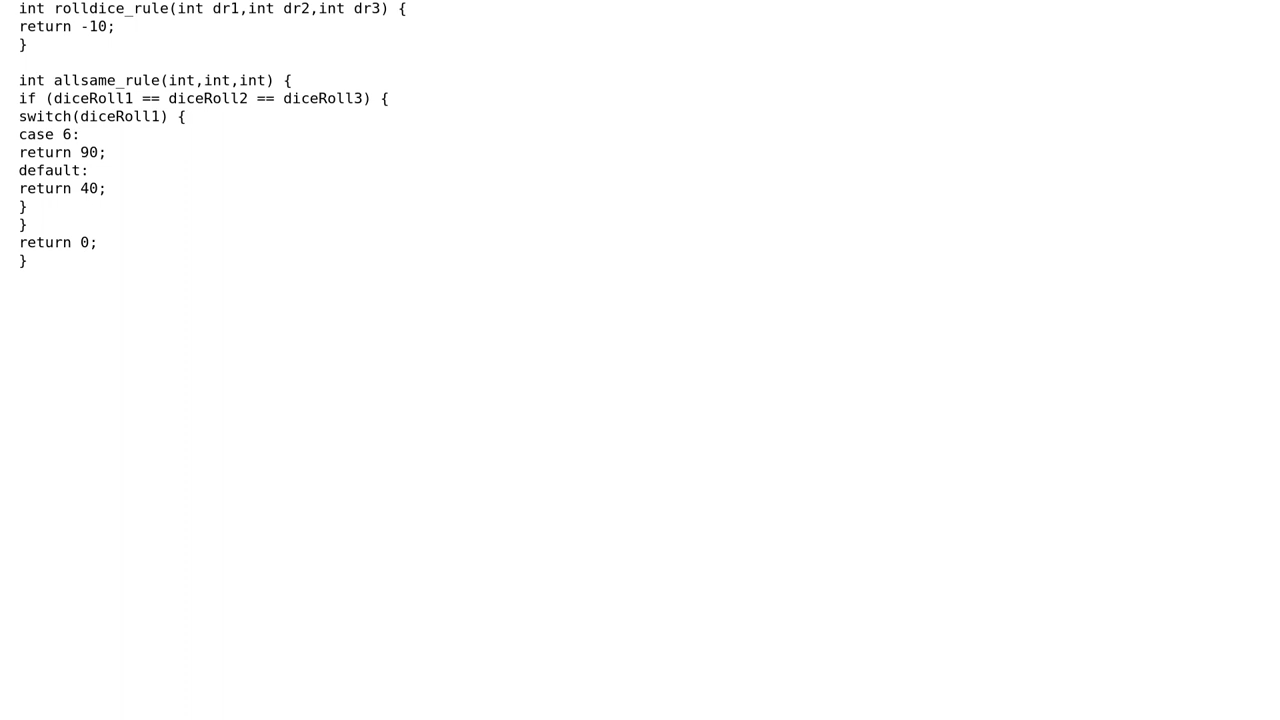 int rolldice_rule(int dr1,int dr2,int dr3) {
return -10;
}
int allsame_rule(int,int,int) {
if (diceRoll1 == diceRoll2 == diceRoll3) {
switch(diceRoll1) {
case 6:
return 90;
default:
return 40;
}
}
return 0;
}